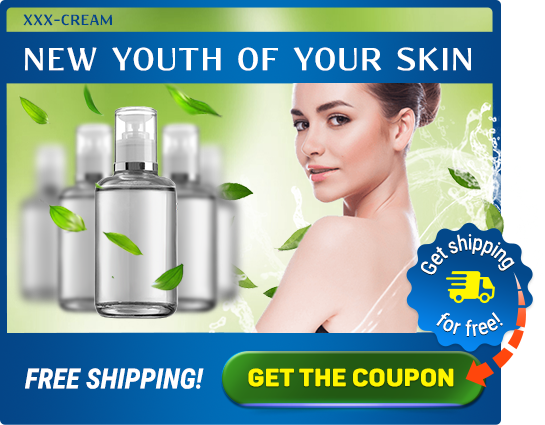 XXX-CREAM
NEW YOUTH OF YOUR SKIN
Get shipping
for free!
FREE SHIPPING!
GET THE COUPON